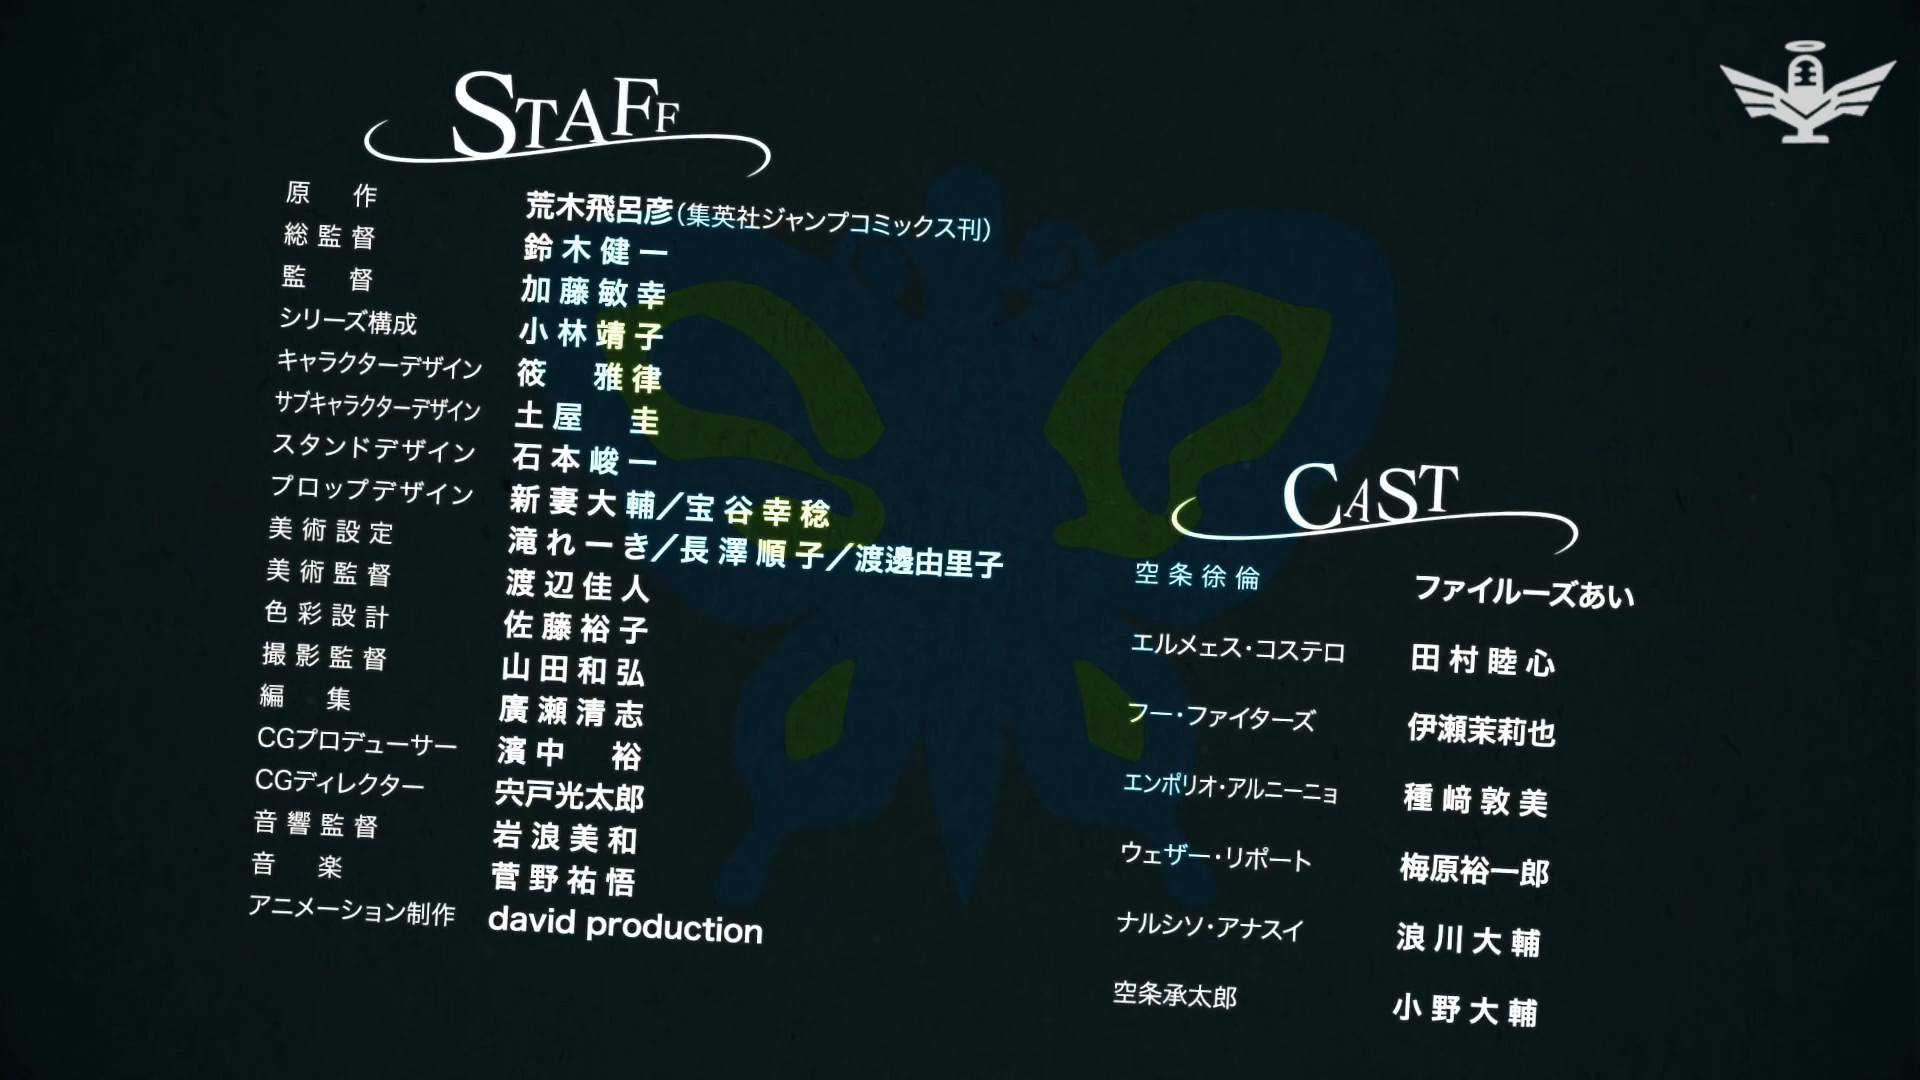 STAFF
原作 荒木飛呂彦(集英社ジャンプコミックス刊)
総監督 鈴木健一
監督 加藤敏幸
シリーズ構成 小林靖子
キャラクターデザイン 筱雅律
サブキャラクターデザイン 土屋圭
スタンドデザイン 石本峻一
プロップデザイン 新妻大輔／宝谷幸稔
美術設定 滝れーき／長澤順子／渡邊由里子
美術監督 渡辺佳人
色彩設計 佐藤裕子
撮影監督 山田和弘
編集 廣瀬清志
CGプロデューサー 濱中裕
CGディレクター 宍戸光太郎
音響監督 岩浪美和
音楽 菅野祐悟
アニメーション制作 david production
CAST
空条徐倫 ファイルーズあい
エルメェス・コステロ 田村睦心
フー・ファイターズ 伊瀬茉莉也
エンポリオ・アルニーニョ 種﨑敦美
ウェザー・リポート 梅原裕一郎
ナルシソ・アナスイ 浪川大輔
空条承太郎 小野大輔